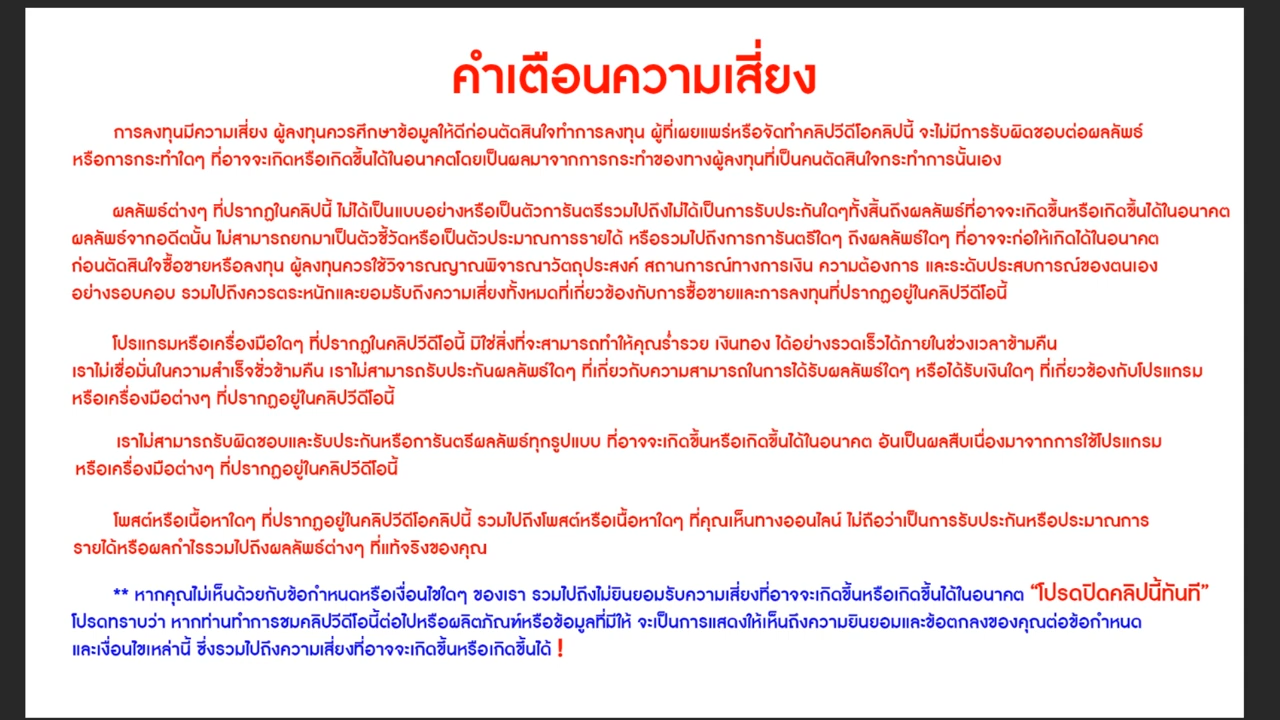 คำเตือนความเสี่ยง
การลงทุนมีความเสี่ยง ผู้ลงทุนควรศึกษาข้อมูลให้ดีก่อนตัดสินใจทำการลงทุน ผู้ที่เผยแพร่หรือจัดทำคลิปวีดีโอคลิปนี้ จะไม่มีการรับผิดชอบต่อผลลัพธ์
หรือการกระทำใดๆ ที่อาจจะเกิดหรือเกิดขึ้นได้ในอนาคตโดยเป็นผลมาจากการกระทำของทางผู้ลงทุนที่เป็นคนตัดสินใจกระทำการนั้นเอง
ผลลัพธ์ต่างๆ ที่ปรากฏในคลิปนี้ ไม่ได้เป็นแบบอย่างหรือเป็นตัวการันตรีรวมไปถึงไม่ได้เป็นการรับประกันใดๆทั้งสิ้นถึงผลลัพธ์ที่อาจจะเกิดขึ้นหรือเกิดขึ้นได้ในอนาคต
ผลลัพธ์จากอดีตนั้น ไม่สามารถยกมาเป็นตัวชี้วัดหรือเป็นตัวประมาณการรายได้ หรือรวมไปถึงการการันตรีใดๆ ถึงผลลัพธ์ใดๆ ที่อาจจะก่อให้เกิดได้ในอนาคต
ก่อนตัดสินใจซื้อขายหรือลงทุน ผู้ลงทุนควรใช้วิจารณญาณพิจารณาวัตถุประสงค์ สถานการณ์ทางการเงิน ความต้องการ และระดับประสบการณ์ของตนเอง
อย่างรอบคอบ รวมไปถึงควรตระหนักและยอมรับถึงความเสี่ยงทั้งหมดที่เกี่ยวข้องกับการซื้อขายและการลงทุนที่ปรากฏอยู่ในคลิปวีดีโอนี้
โปรแกรมหรือเครื่องมือใดๆ ที่ปรากฏในคลิปวีดีโอนี้ มิใช่สิ่งที่จะสามารถทำให้คุณร่ำรวย เงินทอง ได้อย่างรวดเร็วได้ภายในช่วงเวลาข้ามคืน
เราไม่เชื่อมั่นในความสำเร็จชั่วข้ามคืน เราไม่สามารถรับประกันผลลัพธ์ใดๆ ที่เกี่ยวกับความสามารถในการได้รับผลลัพธ์ใดๆ หรือได้รับเงินใดๆ ที่เกี่ยวข้องกับโปรแกรม
หรือเครื่องมือต่างๆ ที่ปรากฏอยู่ในคลิปวีดีโอนี้
เราไม่สามารถรับผิดชอบและรับประกันหรือการันตรีผลลัพธ์ทุกรูปแบบ ที่อาจจะเกิดขึ้นหรือเกิดขึ้นได้ในอนาคต อันเป็นผลสืบเนื่องมาจากการใช้โปรแกรม
หรือเครื่องมือต่างๆ ที่ปรากฏอยู่ในคลิปวีดีโอนี้
โพสต์หรือเนื้อหาใดๆ ที่ปรากฏอยู่ในคลิปวีดีโอคลิปนี้ รวมไปถึงโพสต์หรือเนื้อหาใดๆ ที่คุณเห็นทางออนไลน์ ไม่ถือว่าเป็นการรับประกันหรือประมาณการ
รายได้หรือผลกำไรรวมไปถึงผลลัพธ์ต่างๆ ที่แท้จริงของคุณ
** หากคุณไม่เห็นด้วยกับข้อกำหนดหรือเงื่อนไขใดๆ ของเรา รวมไปถึงไม่ยินยอมรับความเสี่ยงที่อาจจะเกิดขึ้นหรือเกิดขึ้นได้ในอนาคต “โปรดปิดคลิปนี้ทันที”
โปรดทราบว่า หากท่านทำการชมคลิปวีดีโอนี้ต่อไปหรือผลิตภัณฑ์หรือข้อมูลที่มีให้ จะเป็นการแสดงให้เห็นถึงความยินยอมและข้อตกลงของคุณต่อข้อกำหนด
และเงื่อนไขเหล่านี้ ซึ่งรวมไปถึงความเสี่ยงที่อาจจะเกิดขึ้นหรือเกิดขึ้นได้ !